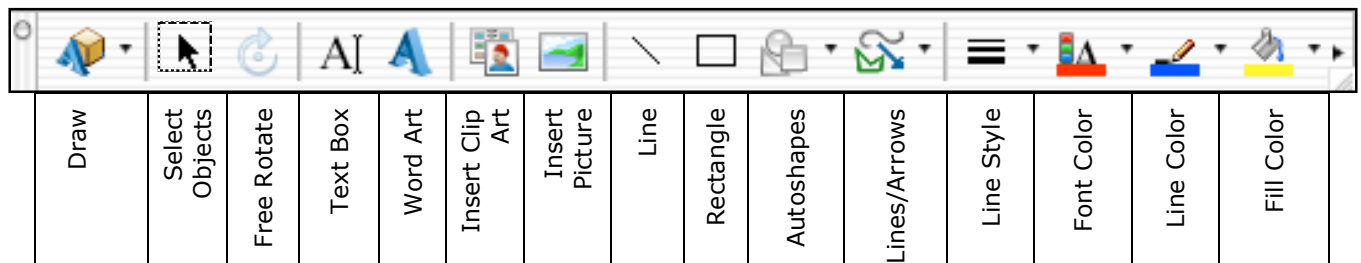 Draw
Select
Objects
Free Rotate
Text Box
Word Art
Insert Clip
Art
Insert
Picture
Line
Rectangle
Autoshapes
Lines/Arrows
Line Style
Font Color
Line Color
Fill Color